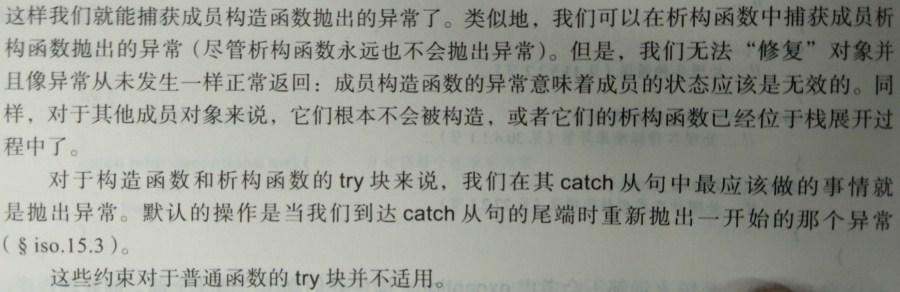 这样我们就能捕获成员构造函数抛出的异常了。类似地，我们可以在析构函数中捕获成员析
构函数抛出的异常（尽管析构函数永远也不会抛出异常）。但是，我们无法“修复”对象并
且像异常从未发生一样正常返回：成员构造函数的异常意味着成员的状态应该是无效的。同
样，对于其他成员对象来说，它们根本不会被构造，或者它们的析构函数已经位于栈展开过
程中了。
对于构造函数和析构函数的 try 块来说，我们在其 catch 从句中最应该做的事情就
是抛出异常。默认的操作是当我们到达 catch 从句的尾端时重新抛出一开始的那个异常
（§iso.15.3）。
这些约束对于普通函数的 try 块并不适用。